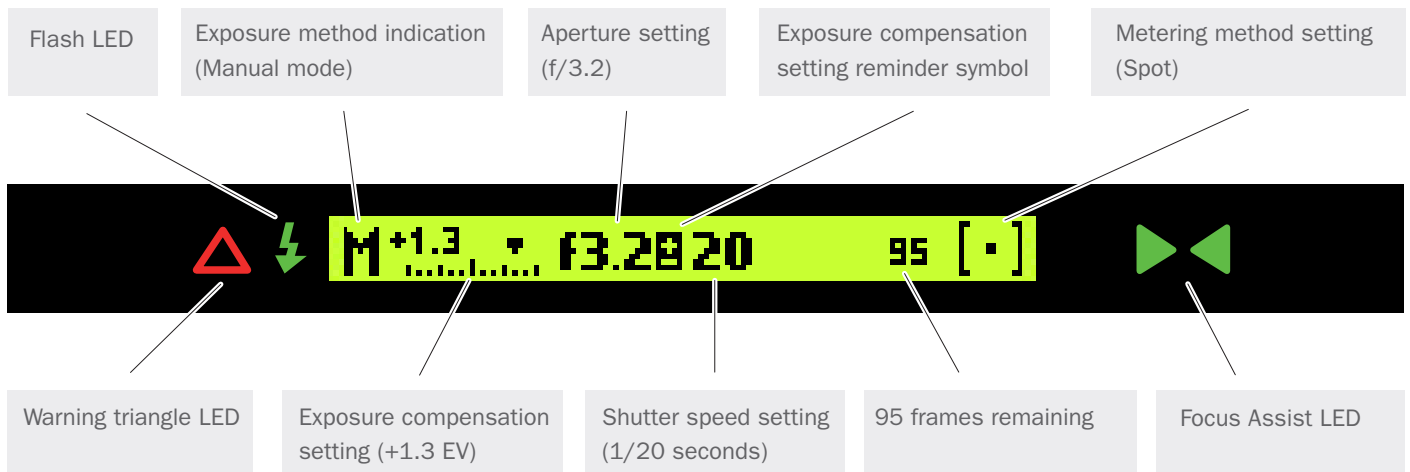 Flash LED
Exposure method indication
(Manual mode)
Aperture setting
(f/3.2)
Exposure compensation
setting reminder symbol
Metering method setting
(Spot)
M +1.3 f3.2 20 95 [ · ]
Warning triangle LED
Exposure compensation
setting (+1.3 EV)
Shutter speed setting
(1/20 seconds)
95 frames remaining
Focus Assist LED